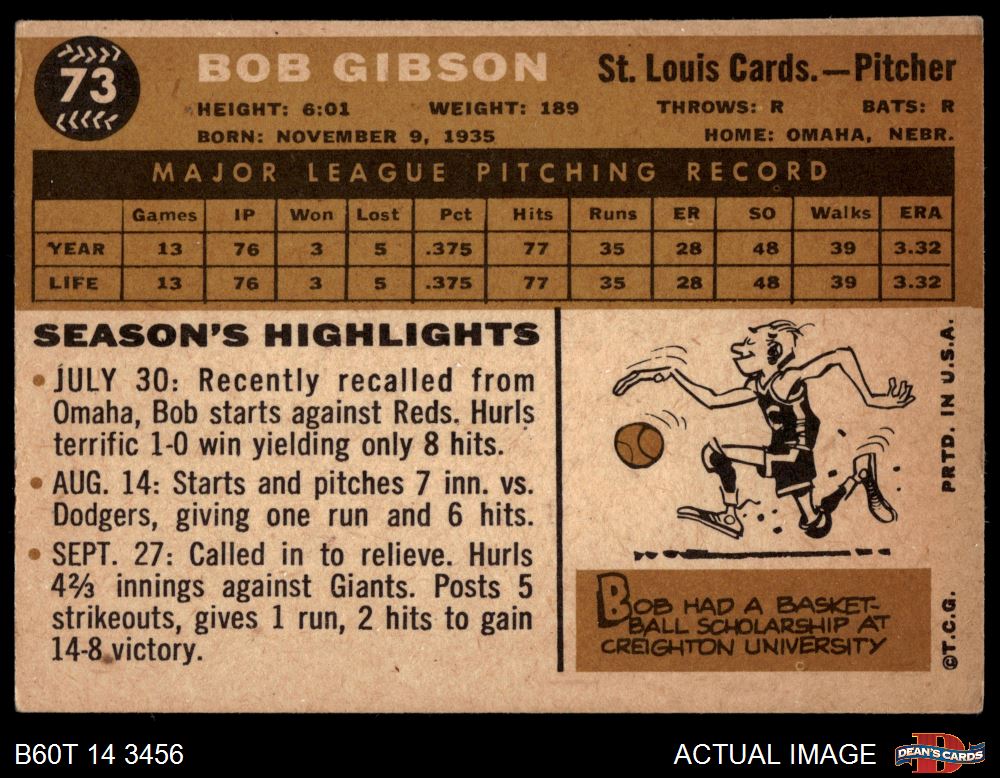 73
BOB GIBSON
St. Louis Cards.—Pitcher
HEIGHT: 6:01 WEIGHT: 189 THROWS: R BATS: R
BORN: NOVEMBER 9, 1935 HOME: OMAHA, NEBR.
MAJOR LEAGUE PITCHING RECORD
Games IP Won Lost Pct Hits Runs ER SO Walks ERA
YEAR 13 76 3 5 .375 77 35 28 48 39 3.32
LIFE 13 76 3 5 .375 77 35 28 48 39 3.32
SEASON'S HIGHLIGHTS
• JULY 30: Recently recalled from
Omaha, Bob starts against Reds. Hurls
terrific 1-0 win yielding only 8 hits.
• AUG. 14: Starts and pitches 7 inn. vs.
Dodgers, giving one run and 6 hits.
• SEPT. 27: Called in to relieve. Hurls
4⅔ innings against Giants. Posts 5
strikeouts, gives 1 run, 2 hits to gain
14-8 victory.
BOB HAD A BASKET-
BALL SCHOLARSHIP AT
CREIGHTON UNIVERSITY
©T.C.G. PRTD. IN U.S.A.
B60T 14 3456
ACTUAL IMAGE
DEAN'S CARDS